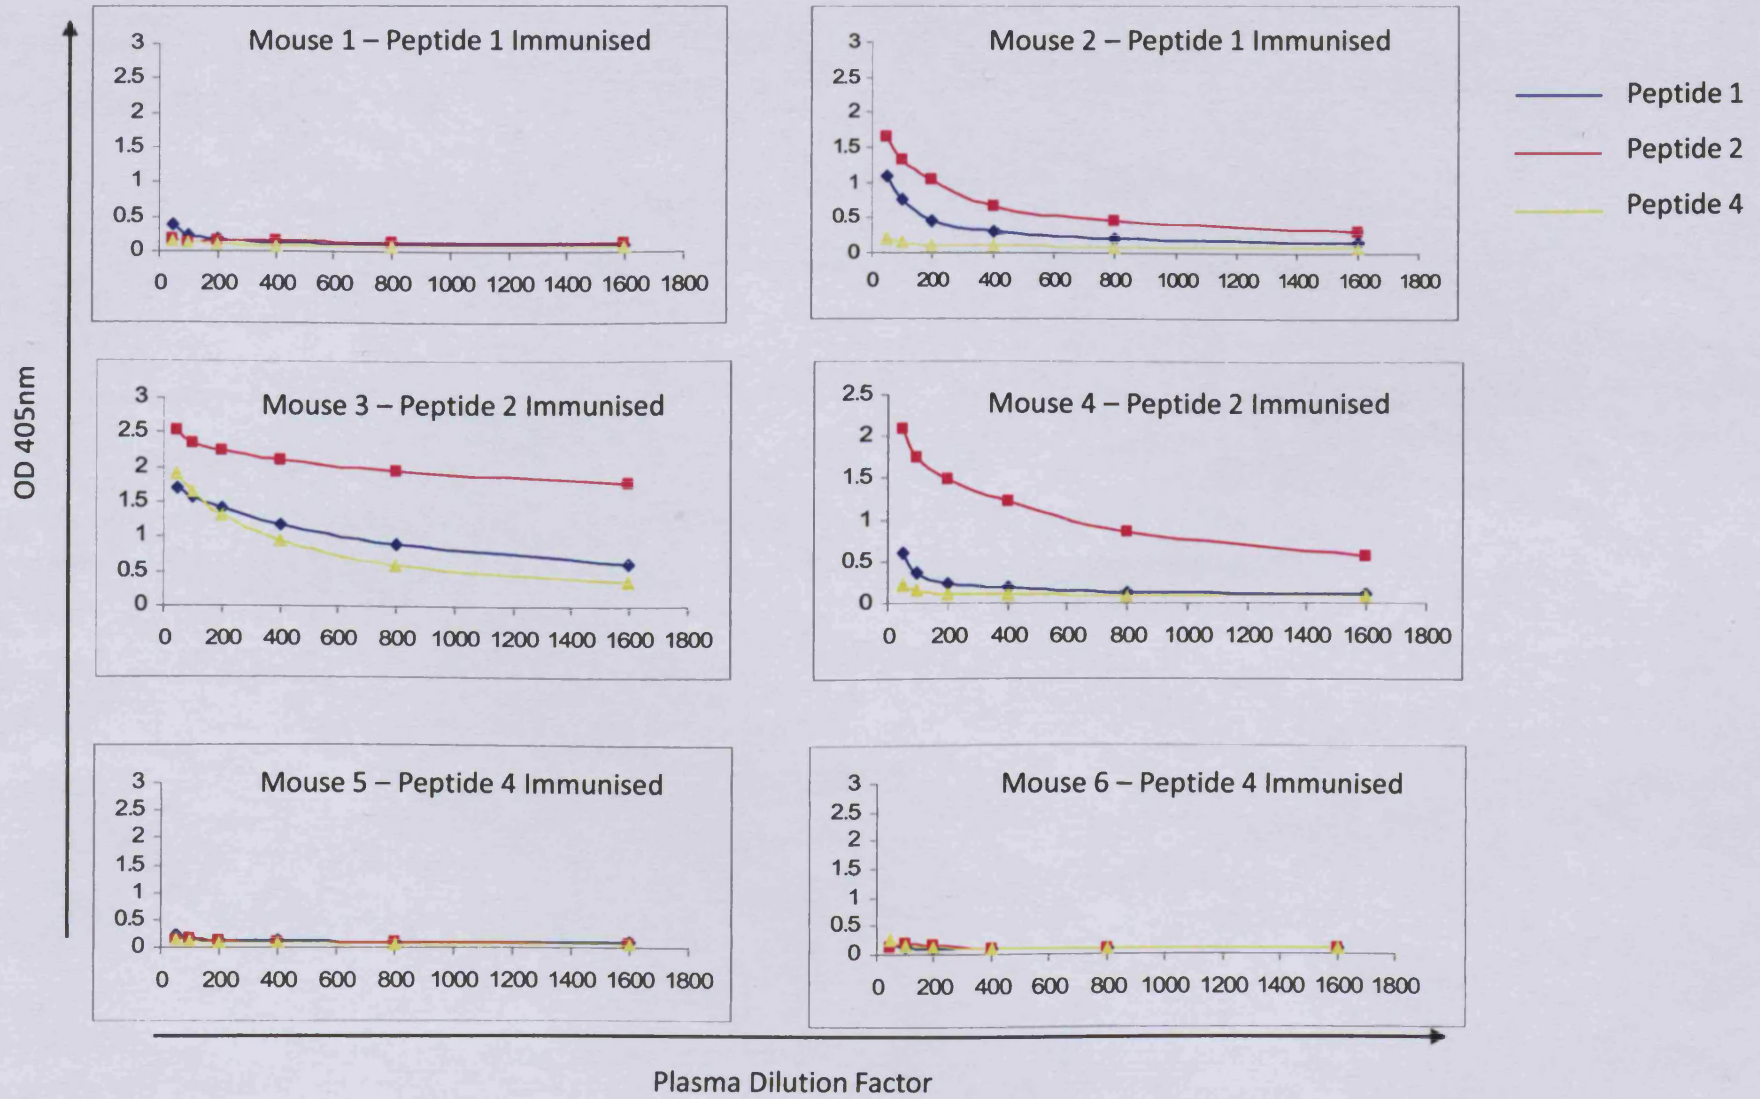 OD 405nm
Mouse 1 – Peptide 1 Immunised
3
2.5
2
1.5
1
0.5
0
0 200 400 600 800 1000 1200 1400 1600 1800
Mouse 2 – Peptide 1 Immunised
3
2.5
2
1.5
1
0.5
0
0 200 400 600 800 1000 1200 1400 1600 1800
Peptide 1
Peptide 2
Peptide 4
Mouse 3 – Peptide 2 Immunised
3
2.5
2
1.5
1
0.5
0
0 200 400 600 800 1000 1200 1400 1600 1800
Mouse 4 – Peptide 2 Immunised
2.5
2
1.5
1
0.5
0
0 200 400 600 800 1000 1200 1400 1600 1800
Mouse 5 – Peptide 4 Immunised
3
2.5
2
1.5
1
0.5
0
0 200 400 600 800 1000 1200 1400 1600 1800
Mouse 6 – Peptide 4 Immunised
3
2.5
2
1.5
1
0.5
0
0 200 400 600 800 1000 1200 1400 1600 1800
Plasma Dilution Factor